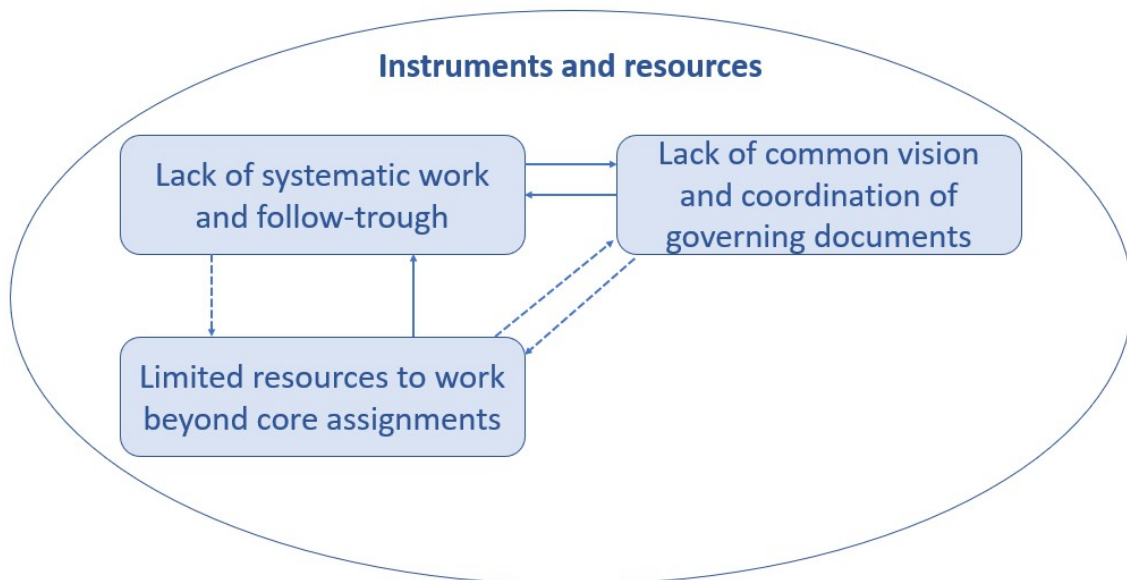 Instruments and resources
Lack of systematic work
and follow-trough
Lack of common vision
and coordination of
governing documents
Limited resources to work
beyond core assignments